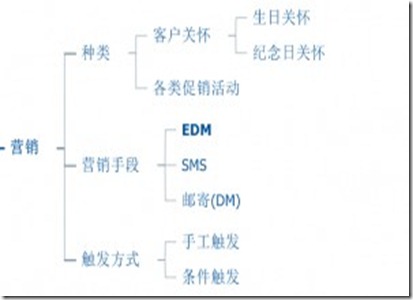 营销
种类
客户关怀
生日关怀
纪念日关怀
各类促销活动
营销手段
EDM
SMS
邮寄(DM)
触发方式
手工触发
条件触发